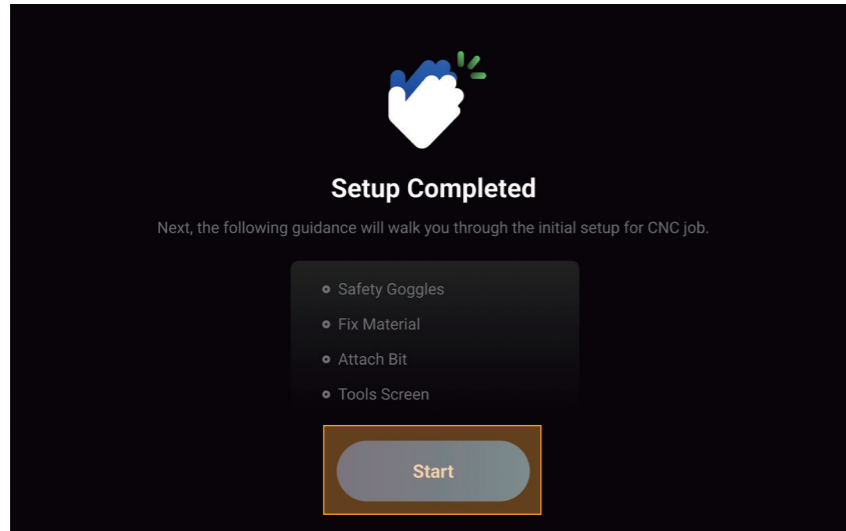 Setup Completed
Next, the following guidance will walk you through the initial setup for CNC job.
Safety Goggles
Fix Material
Attach Bit
Tools Screen
Start